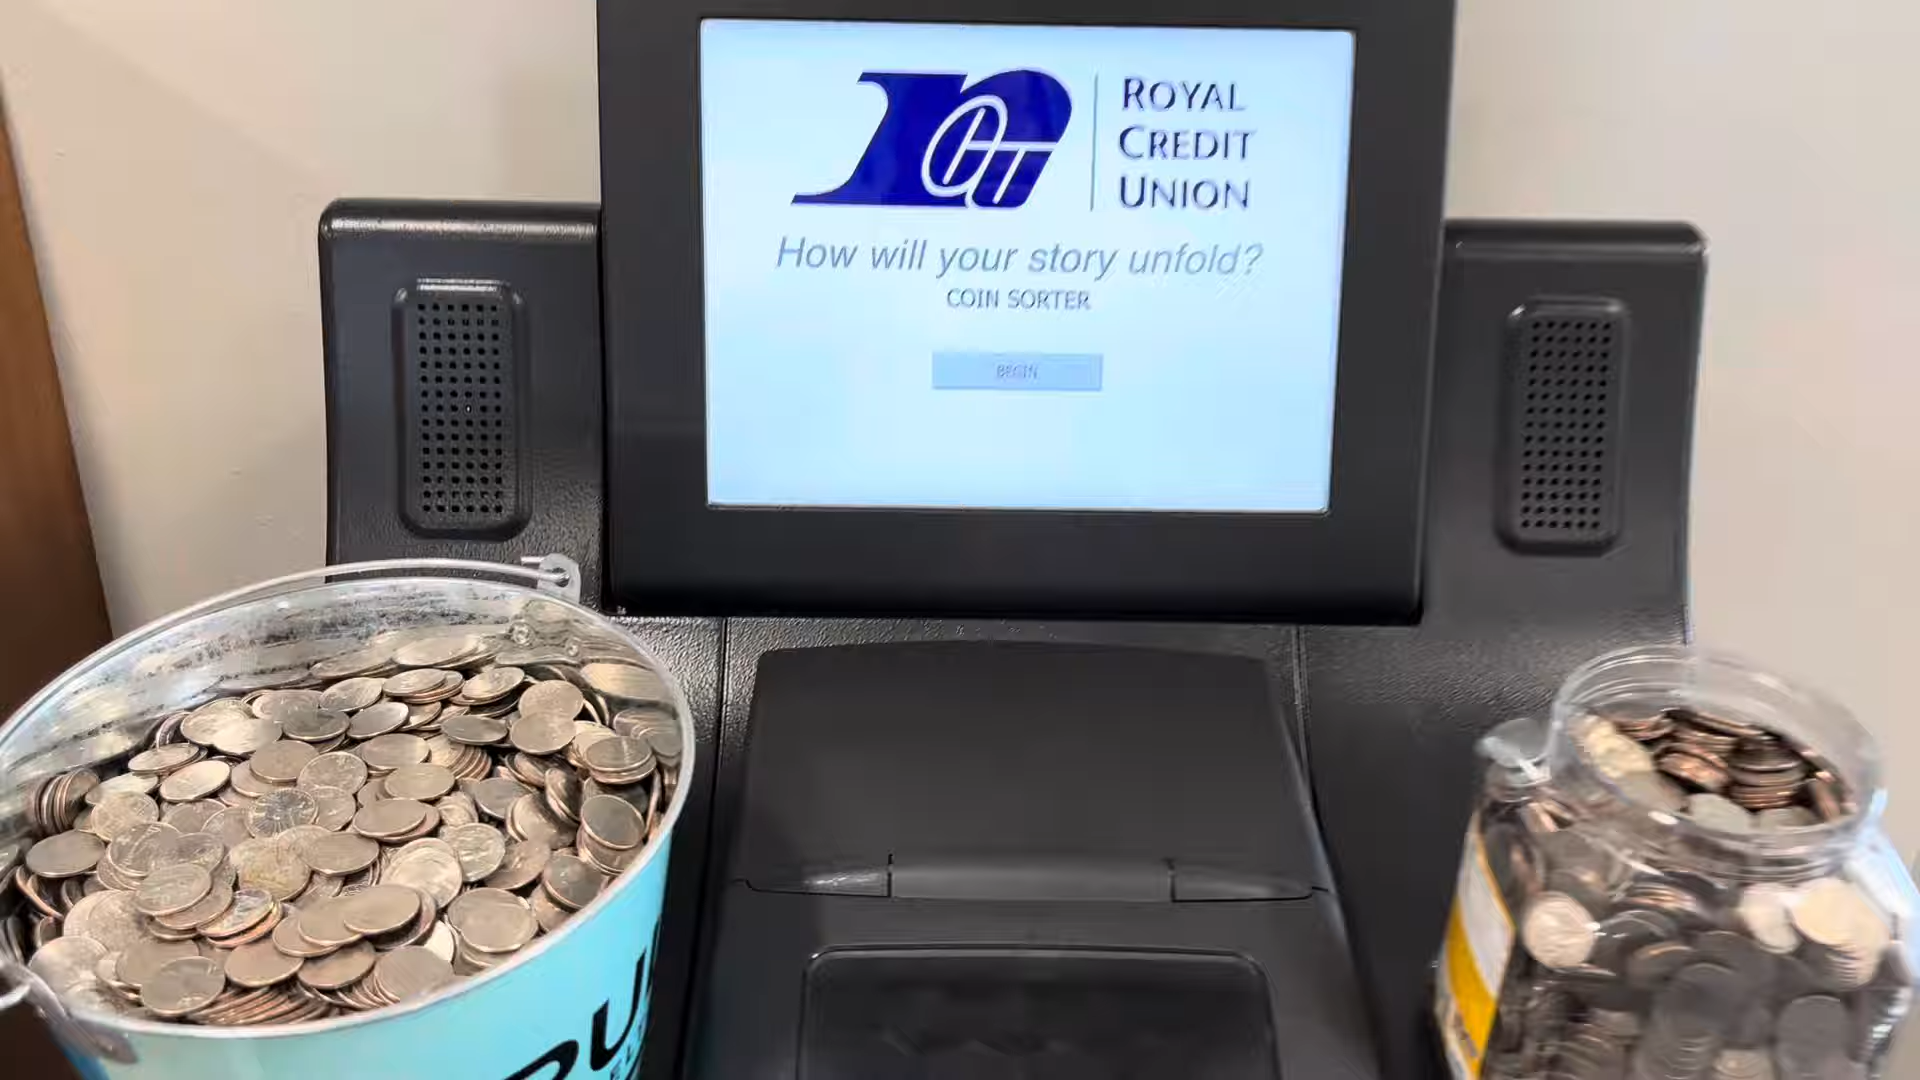 ROYAL
CREDIT
UNION
How will your story unfold?
COIN SORTER
BEGIN